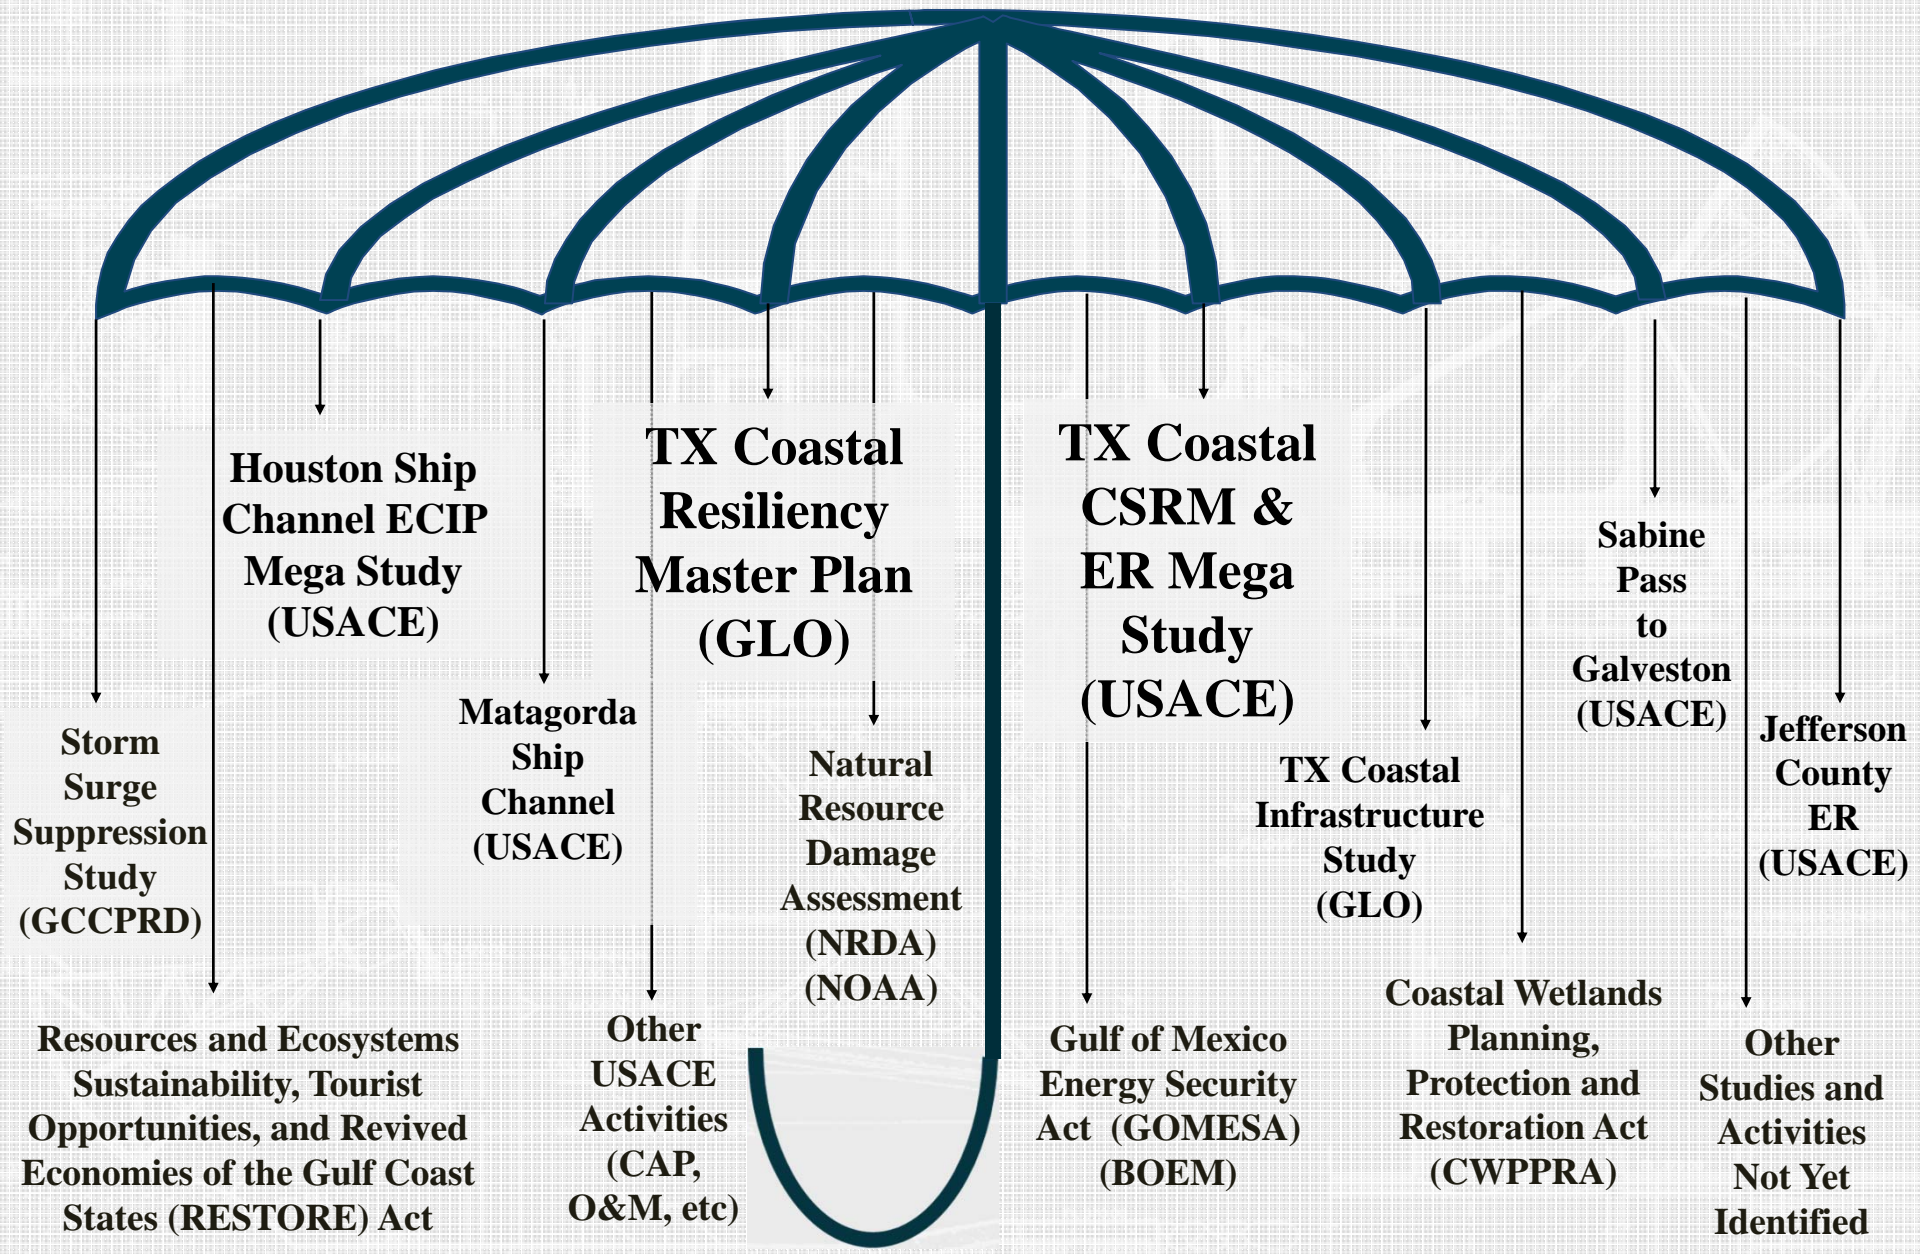 Houston Ship
Channel ECIP
Mega Study
(USACE)
TX Coastal
Resiliency
Master Plan
(GLO)
TX Coastal
CSRM &
ER Mega
Study
(USACE)
Sabine
Pass
to
Galveston
(USACE)
Storm
Surge
Suppression
Study
(GCCPRD)
Matagorda
Ship
Channel
(USACE)
Natural
Resource
Damage
Assessment
(NRDA)
(NOAA)
TX Coastal
Infrastructure
Study
(GLO)
Jefferson
County
ER
(USACE)
Resources and Ecosystems
Sustainability, Tourist
Opportunities, and Revived
Economies of the Gulf Coast
States (RESTORE) Act
Other
USACE
Activities
(CAP,
O&M, etc)
Gulf of Mexico
Energy Security
Act (GOMESA)
(BOEM)
Coastal Wetlands
Planning,
Protection and
Restoration Act
(CWPPRA)
Other
Studies and
Activities
Not Yet
Identified